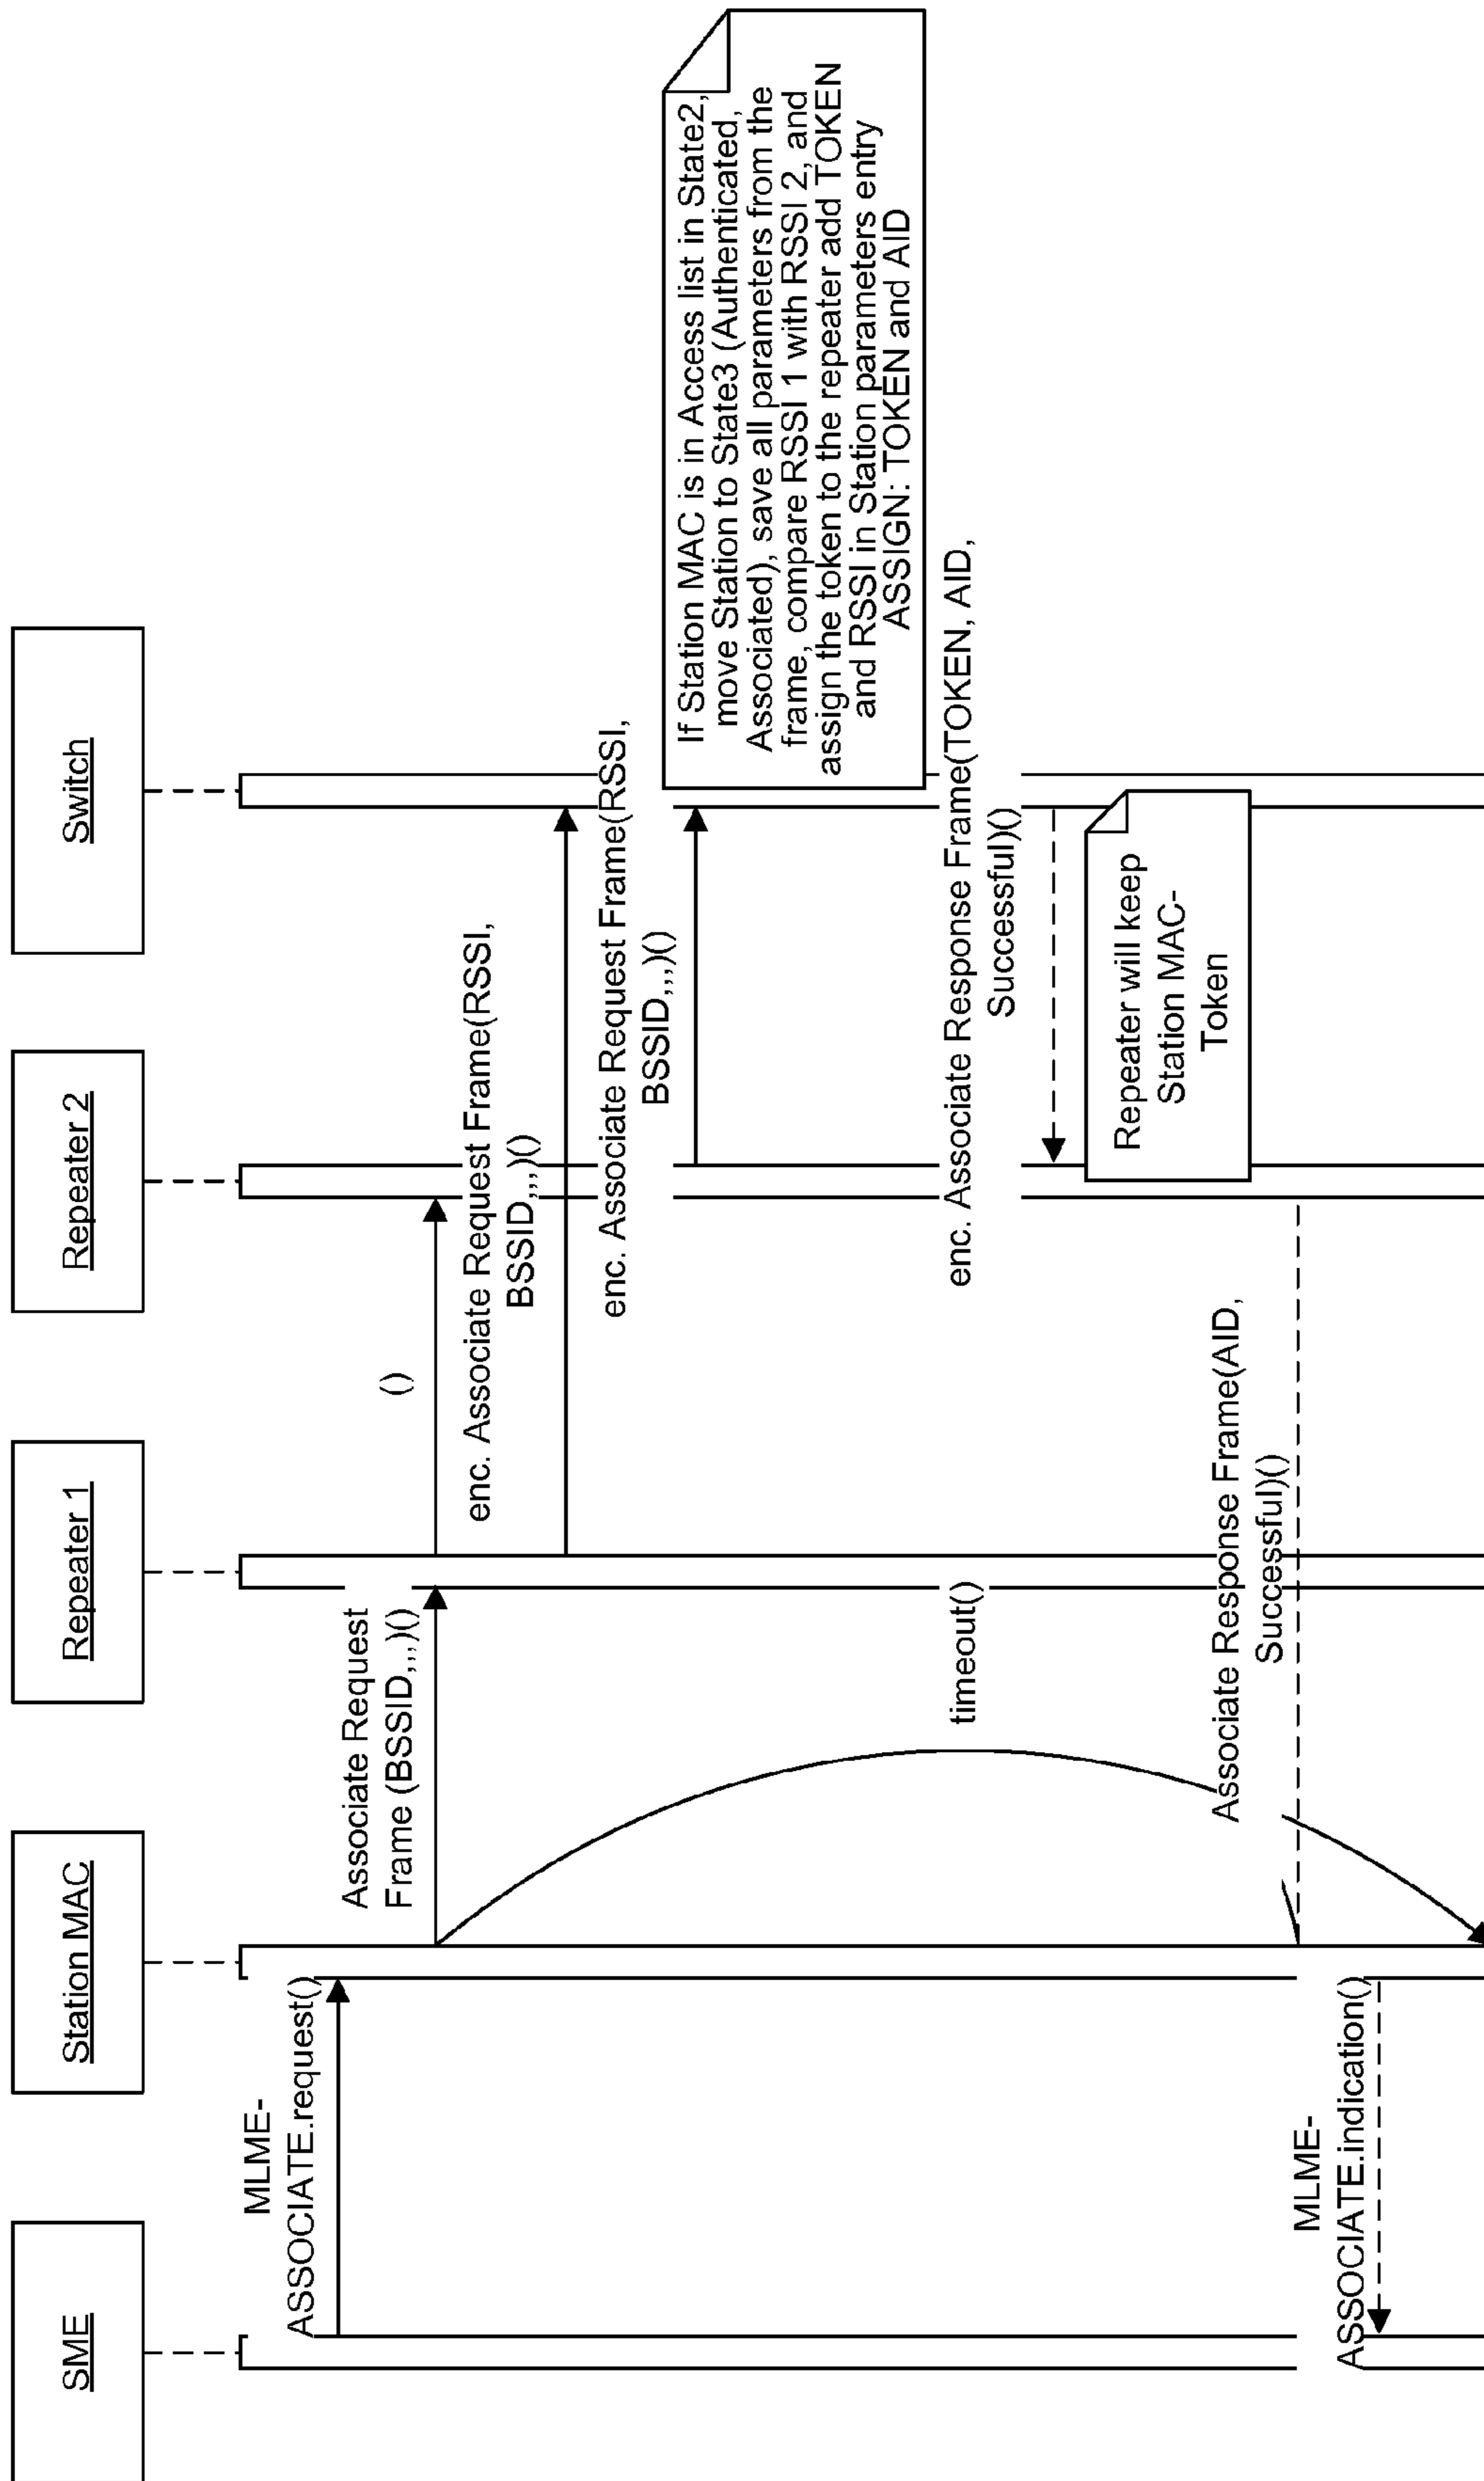 SME
Station MAC
Repeater 1
Repeater 2
Switch
MLME-
ASSOCIATE.request()
Associate Request
Frame (BSSID,,,)()
()
enc. Associate Request Frame(RSSI,
BSSID,,,)()
enc. Associate Request Frame(RSSI,
BSSID,,,)()
If Station MAC is in Access list in State2,
move Station to State3 (Authenticated,
Associated), save all parameters from the
frame, compare RSSI 1 with RSSI 2, and
assign the token to the repeater add TOKEN
and RSSI in Station parameters entry
ASSIGN: TOKEN and AID
enc. Associate Response Frame(TOKEN, AID,
Successful)()
timeout()
Repeater will keep
Station MAC-
Token
Associate Response Frame(AID,
Successful)()
MLME-
ASSOCIATE.indication()